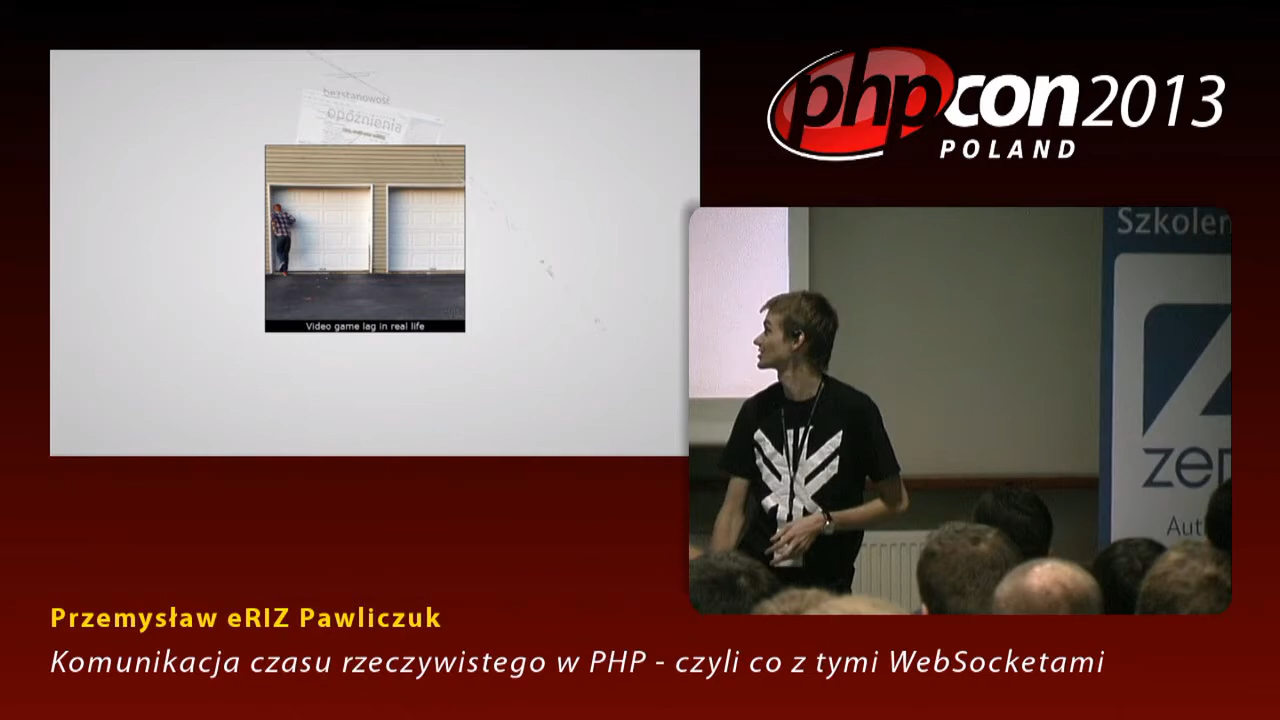 bezstanowość
opóźnienia
Video game lag in real life
phpcon2013
POLAND
Szkolen
zen
Aut
Przemysław eRIZ Pawliczuk
Komunikacja czasu rzeczywistego w PHP - czyli co z tymi WebSocketami